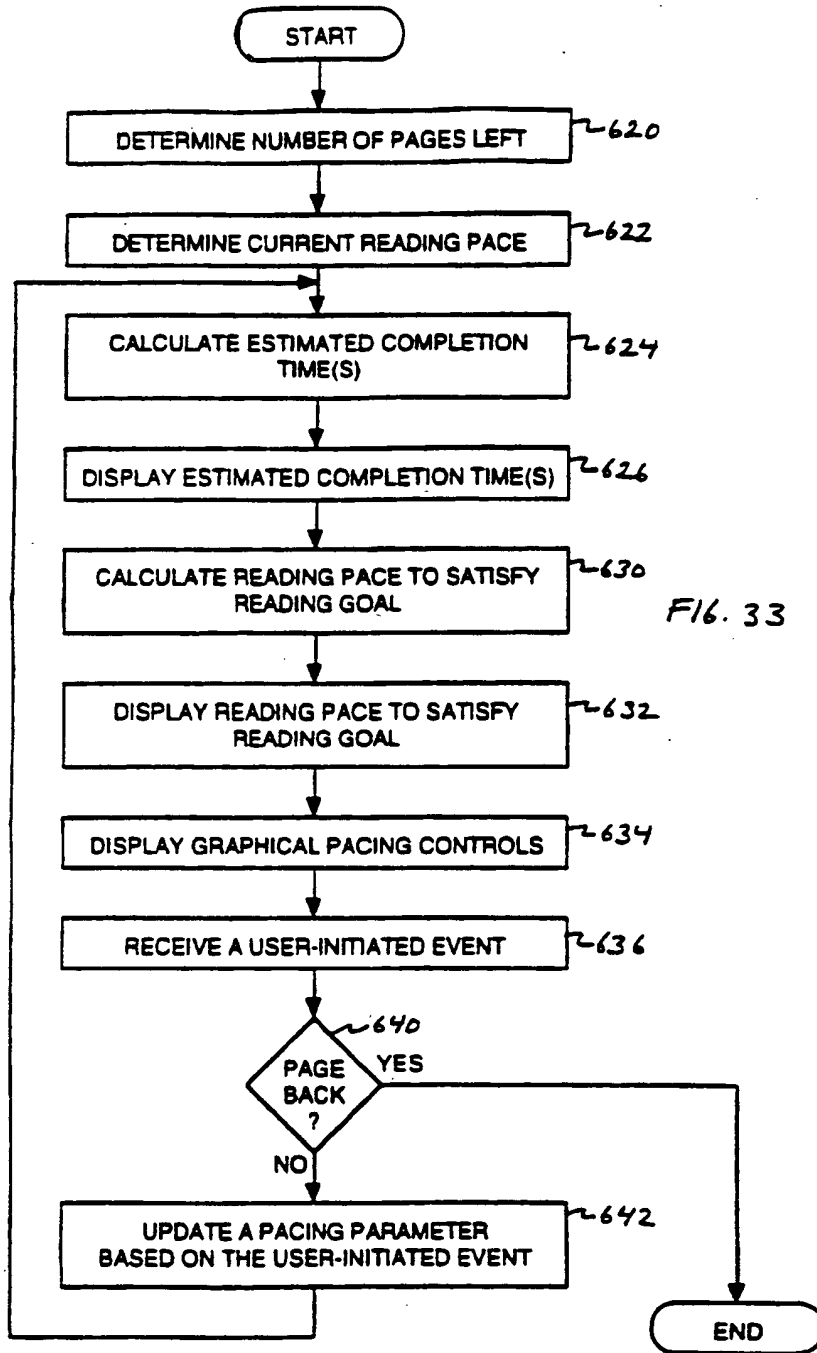 START
DETERMINE NUMBER OF PAGES LEFT
620
DETERMINE CURRENT READING PACE
622
CALCULATE ESTIMATED COMPLETION
TIME(S)
624
DISPLAY ESTIMATED COMPLETION TIME(S)
626
CALCULATE READING PACE TO SATISFY
READING GOAL
630
FIG. 33
DISPLAY READING PACE TO SATISFY
READING GOAL
632
DISPLAY GRAPHICAL PACING CONTROLS
634
RECEIVE A USER-INITIATED EVENT
636
640
PAGE
BACK
?
YES
NO
UPDATE A PACING PARAMETER
BASED ON THE USER-INITIATED EVENT
642
END